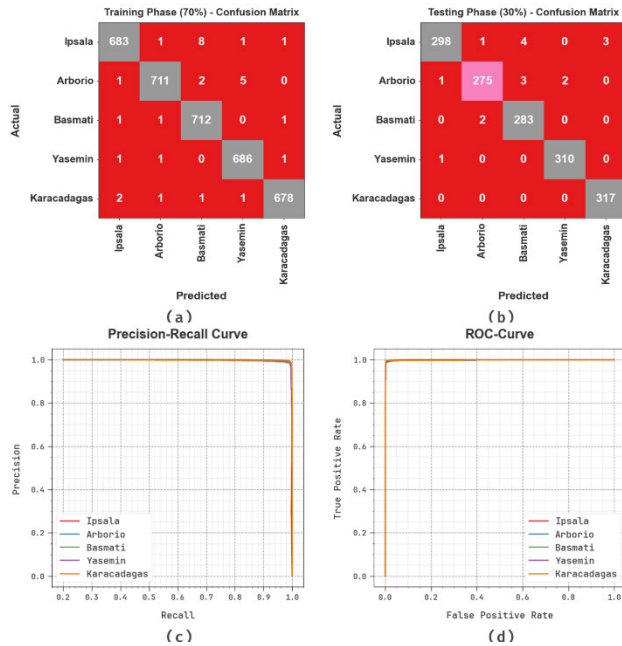 Training Phase (70%) - Confusion Matrix
Actual
Ipsala 683 1 8 1 1
Arborio 1 711 2 5 0
Basmati 1 1 712 0 1
Yasemin 1 1 0 686 1
Karacadagas 2 1 1 1 678
Ipsala Arborio Basmati Yasemin Karacadagas
Predicted
(a)
Testing Phase (30%) - Confusion Matrix
Actual
Ipsala 298 1 4 0 3
Arborio 1 275 3 2 0
Basmati 0 2 283 0 0
Yasemin 1 0 0 310 0
Karacadagas 0 0 0 0 317
Ipsala Arborio Basmati Yasemin Karacadagas
Predicted
(b)
Precision-Recall Curve
Precision
1.0
0.8
0.6
0.4
0.2
0.0
Ipsala
Arborio
Basmati
Yasemin
Karacadagas
0.2 0.3 0.4 0.5 0.6 0.7 0.8 0.9 1.0
Recall
(c)
ROC-Curve
True Positive Rate
1.0
0.8
0.6
0.4
0.2
0.0
Ipsala
Arborio
Basmati
Yasemin
Karacadagas
0.0 0.2 0.4 0.6 0.8 1.0
False Positive Rate
(d)